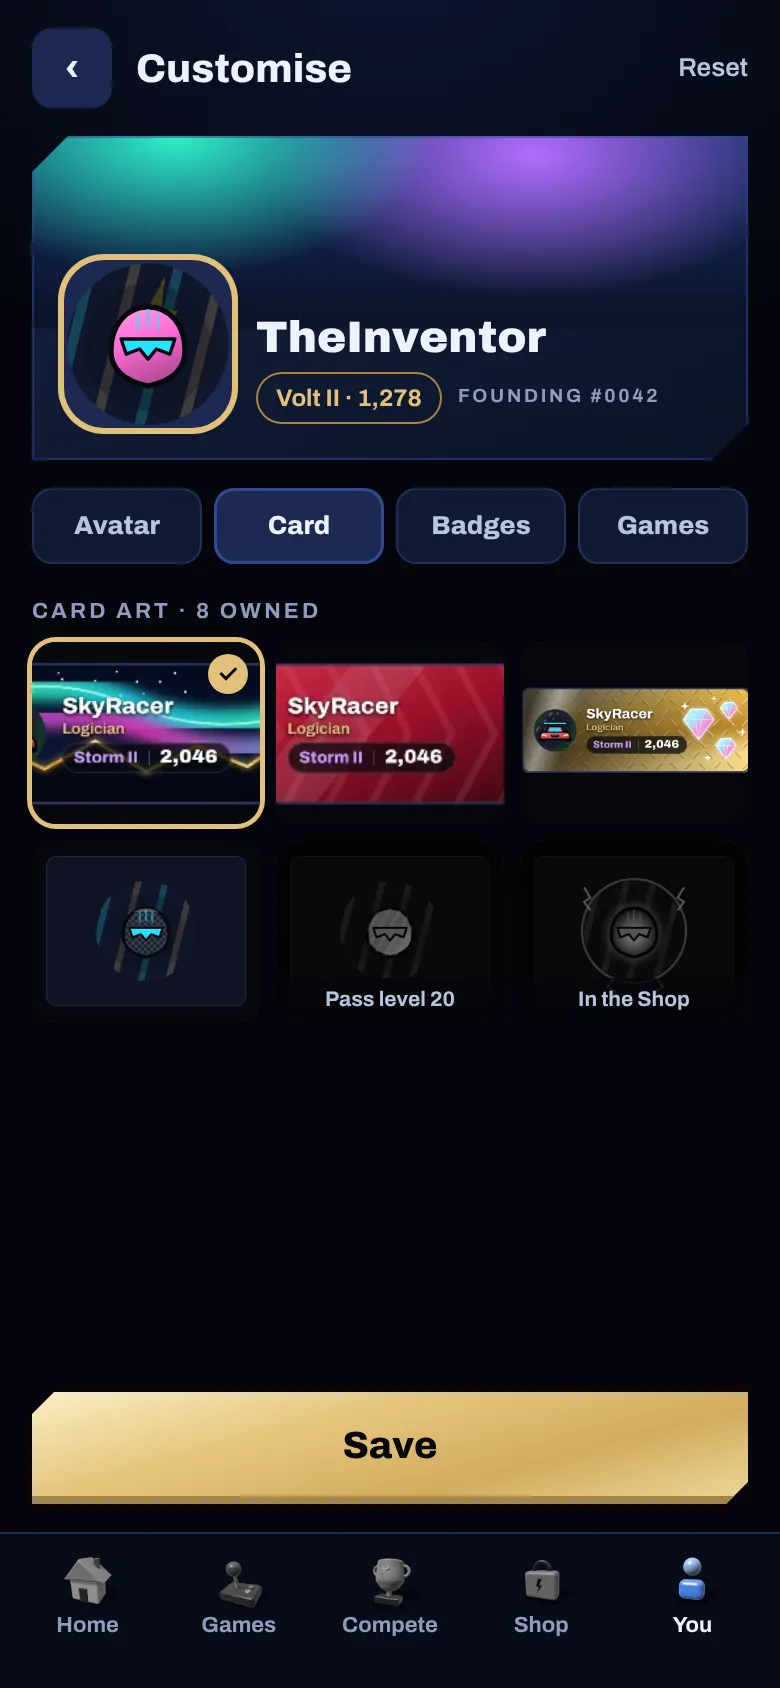 ‹ Customise Reset
TheInventor
Volt II · 1,278 FOUNDING #0042
Avatar Card Badges Games
CARD ART · 8 OWNED
SkyRacer
Logician
Storm II | 2,046
SkyRacer
Logician
Storm II | 2,046
SkyRacer
Logician
Storm II | 2,046
Pass level 20
In the Shop
Save
Home Games Compete Shop You